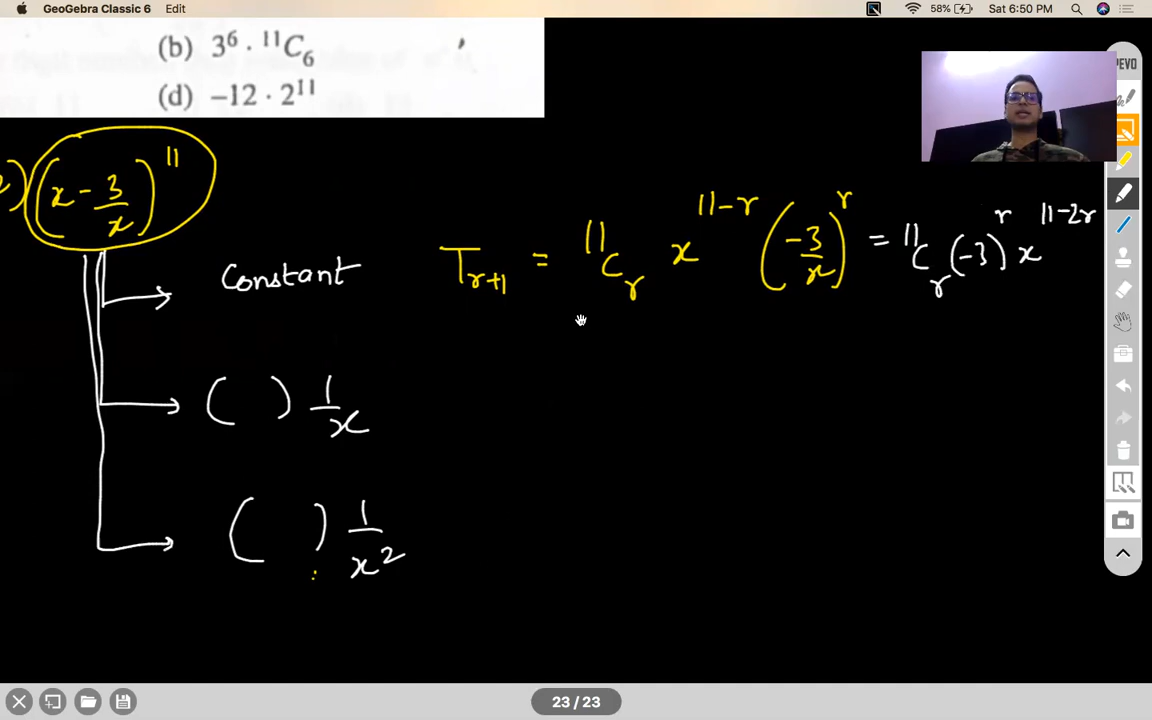 GeoGebra Classic 6 Edit 58% Sat 6:50 PM
(b) 3⁶ · ¹¹C₆
(d) −12 · 2¹¹
2) (x − 3/x)¹¹
Constant
T_{r+1} = ¹¹C_r x^{11−r} (−3/x)^r = ¹¹C_r (−3)^r x^{11−2r}
( ) 1/x
( ) 1/x²
23 / 23